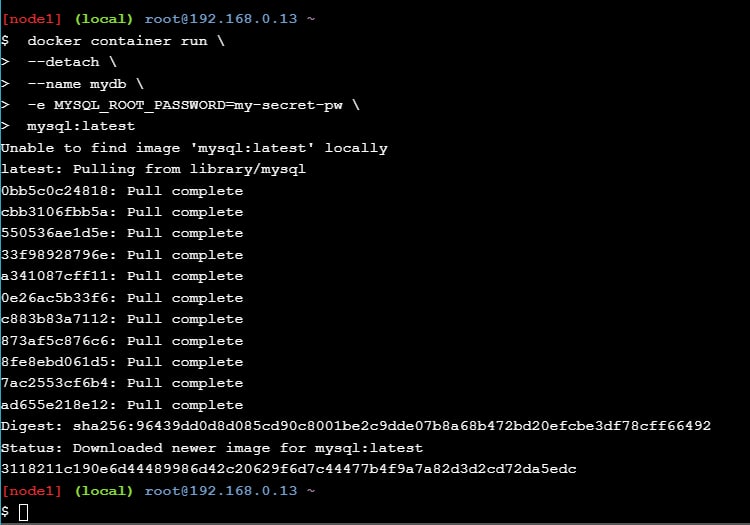 [node1] (local) root@192.168.0.13 ~
$  docker container run \
>  --detach \
>  --name mydb \
>  -e MYSQL_ROOT_PASSWORD=my-secret-pw \
>  mysql:latest
Unable to find image 'mysql:latest' locally
latest: Pulling from library/mysql
0bb5c0c24818: Pull complete
cbb3106fbb5a: Pull complete
550536ae1d5e: Pull complete
33f98928796e: Pull complete
a341087cff11: Pull complete
0e26ac5b33f6: Pull complete
c883b83a7112: Pull complete
873af5c876c6: Pull complete
8fe8ebd061d5: Pull complete
7ac2553cf6b4: Pull complete
ad655e218e12: Pull complete
Digest: sha256:96439dd0d8d085cd90c8001be2c9dde07b8a68b472bd20efcbe3df78cff66492
Status: Downloaded newer image for mysql:latest
3118211c190e6d44489986d42c20629f6d7c44477b4f9a7a82d3d2cd72da5edc
[node1] (local) root@192.168.0.13 ~
$